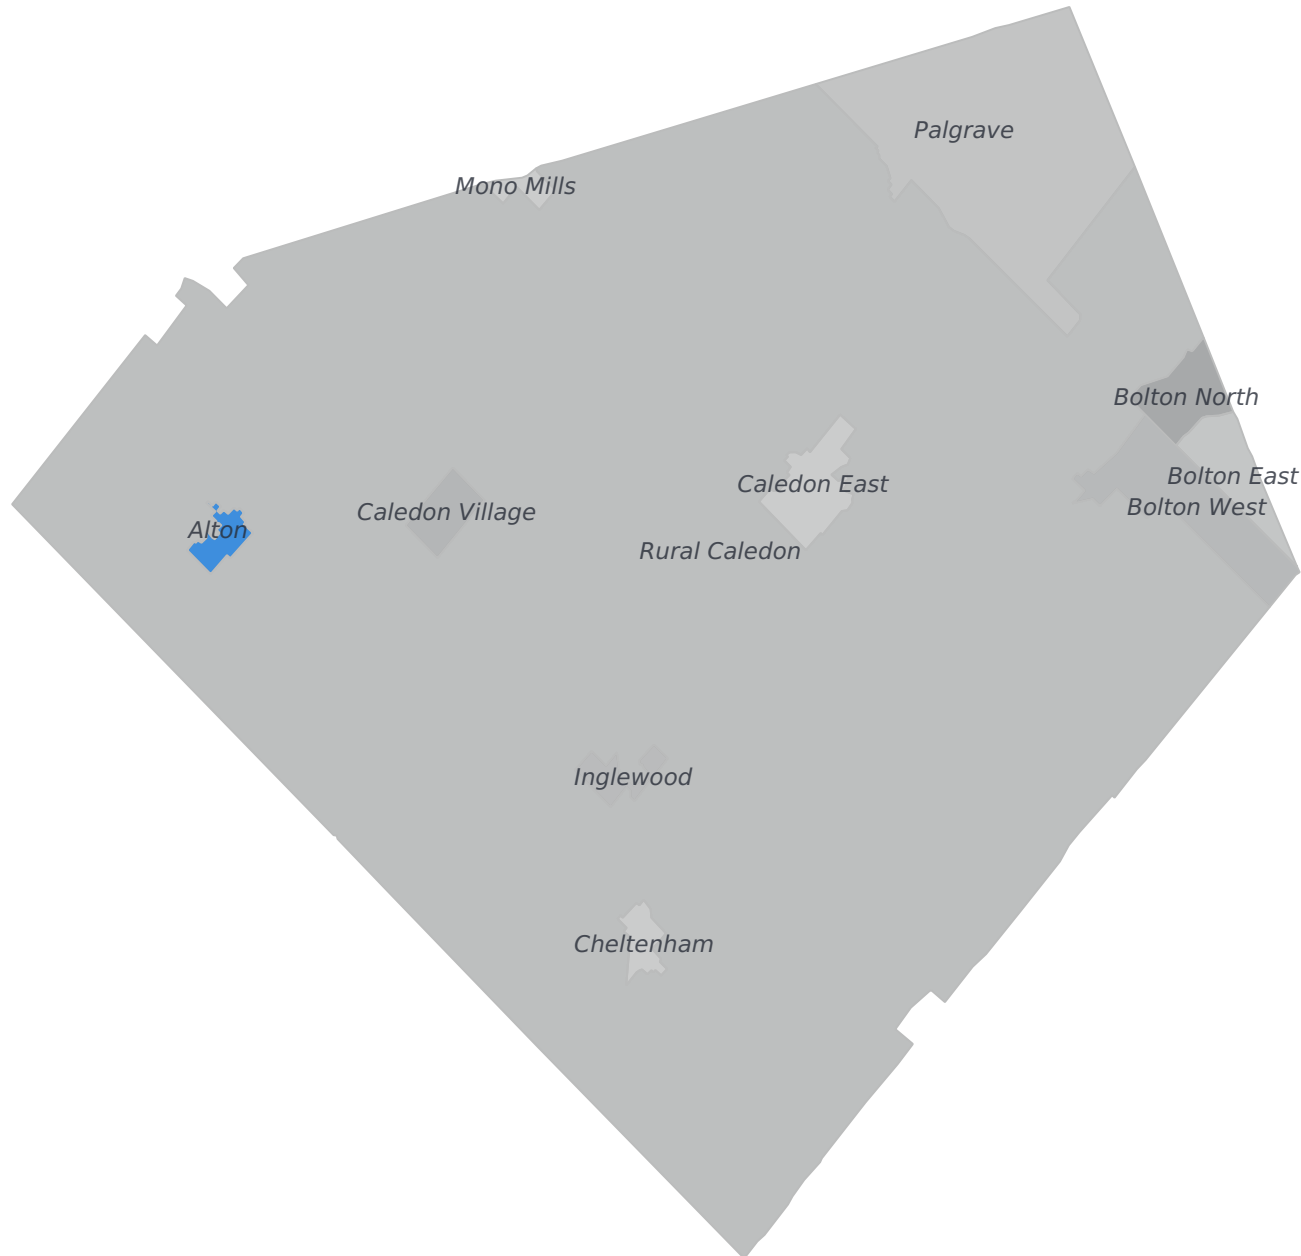 Palgrave
Mono Mills
Bolton North
Bolton East
Caledon East
Bolton West
Caledon Village
Alton
Rural Caledon
Inglewood
Cheltenham